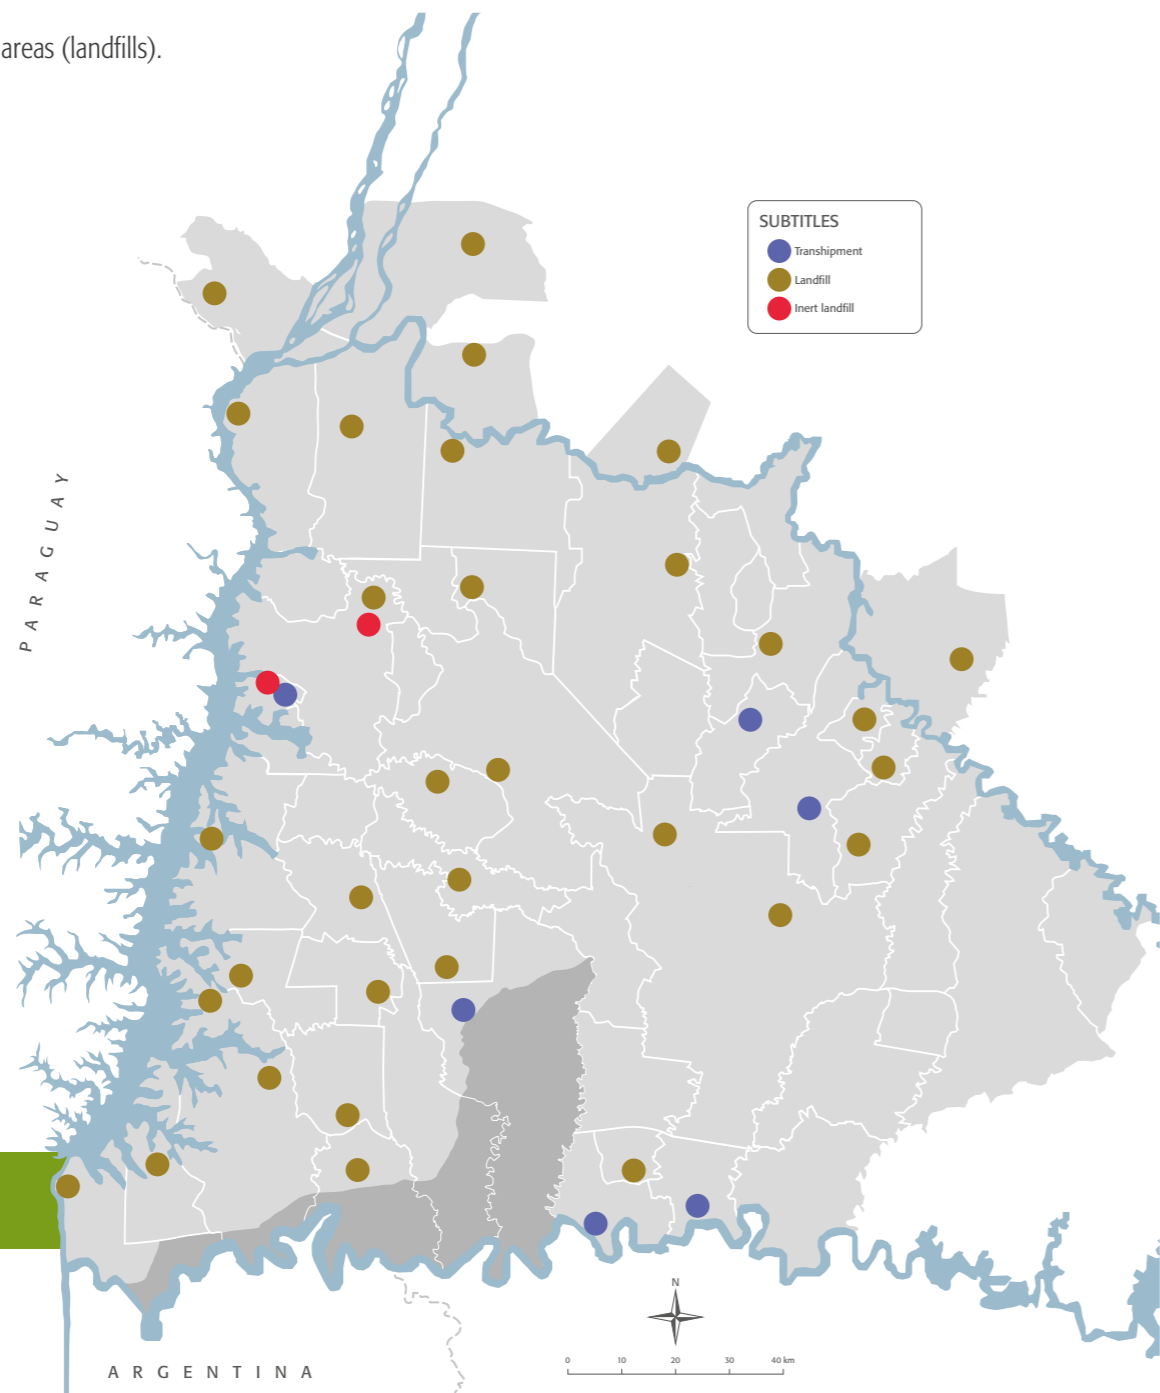 areas (landfills).
SUBTITLES
Transhipment
Landfill
Inert landfill
PARAGUAY
N
0 10 20 30 40 km
ARGENTINA